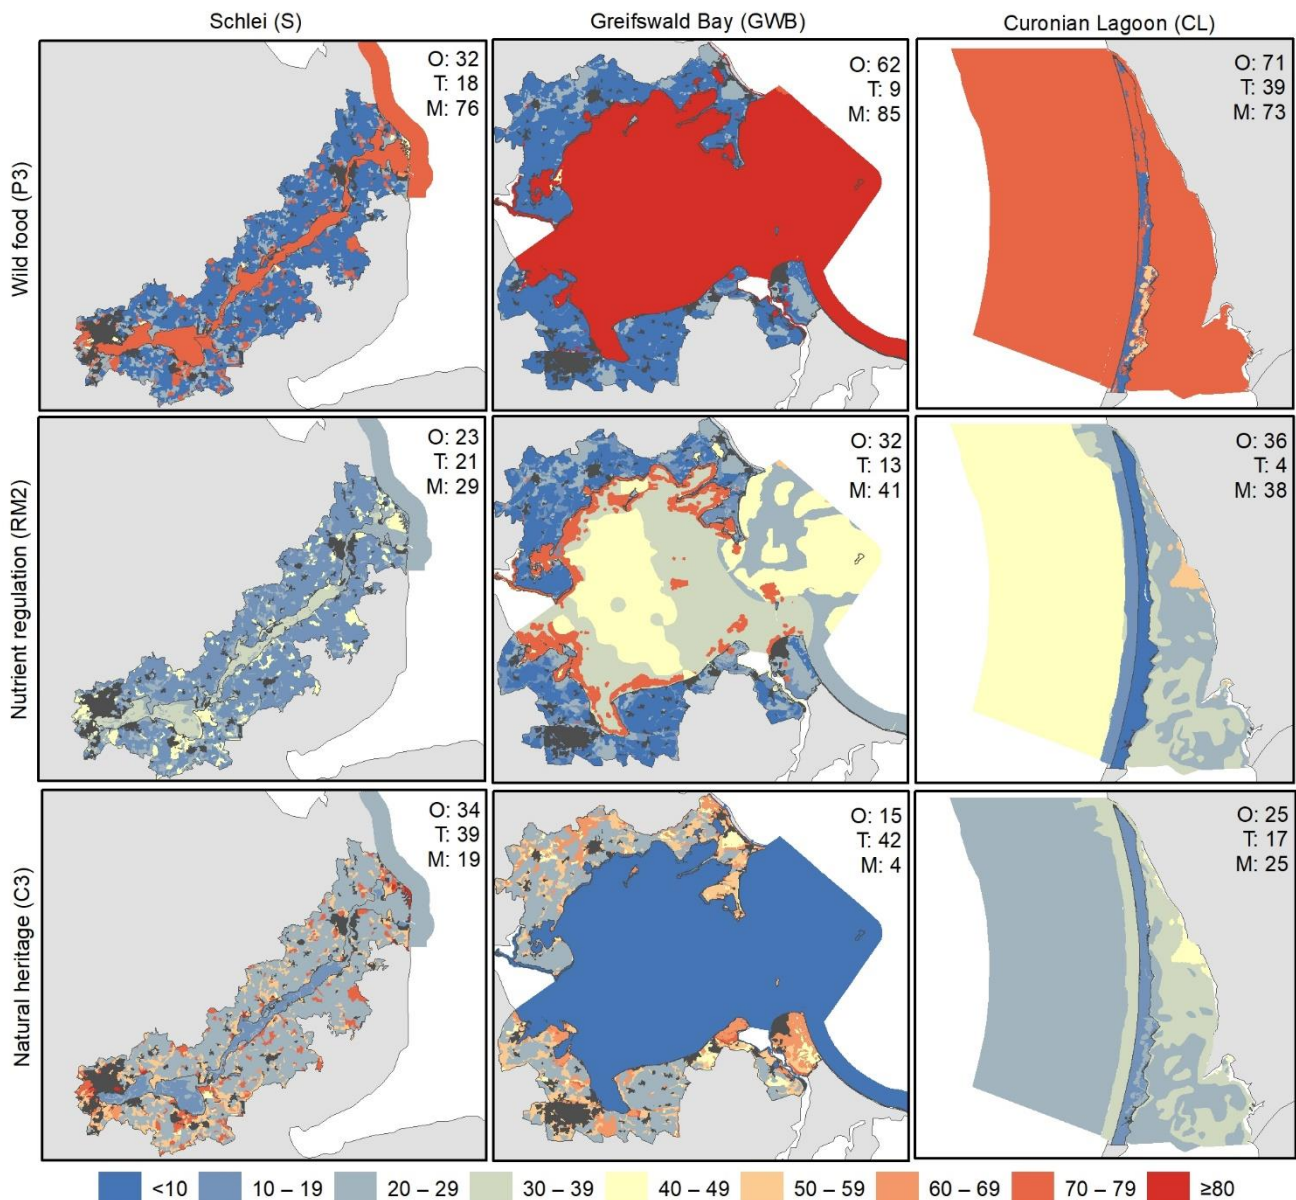 Schlei (S)
Greifswald Bay (GWB)
Curonian Lagoon (CL)
Wild food (P3)
O: 32
T: 18
M: 76
O: 62
T: 9
M: 85
O: 71
T: 39
M: 73
Nutrient regulation (RM2)
O: 23
T: 21
M: 29
O: 32
T: 13
M: 41
O: 36
T: 4
M: 38
Natural heritage (C3)
O: 34
T: 39
M: 19
O: 15
T: 42
M: 4
O: 25
T: 17
M: 25
<10 10 – 19 20 – 29 30 – 39 40 – 49 50 – 59 60 – 69 70 – 79 ≥80